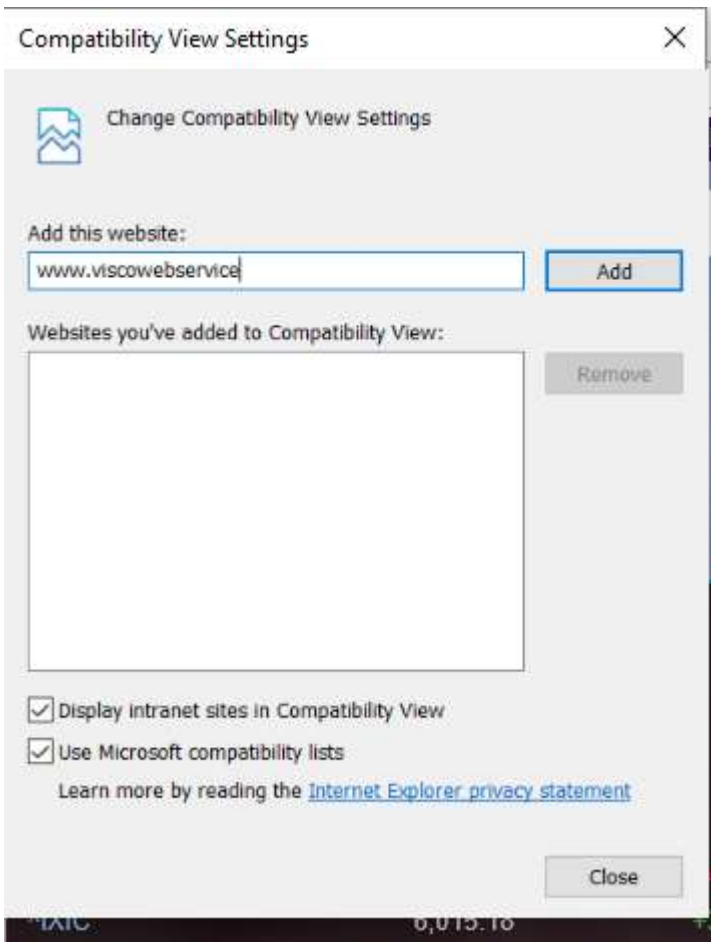 Compatibility View Settings
Change Compatibility View Settings
Add this website:
www.viscowebservice
Add
Websites you've added to Compatibility View:
Remove
Display intranet sites in Compatibility View
Use Microsoft compatibility lists
Learn more by reading the Internet Explorer privacy statement
Close